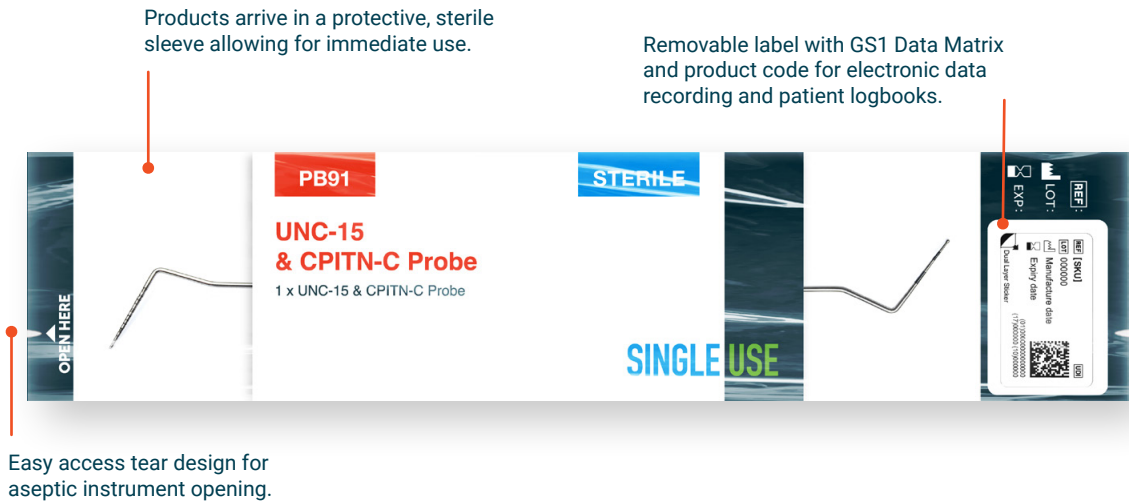 Products arrive in a protective, sterile
sleeve allowing for immediate use.
Removable label with GS1 Data Matrix
and product code for electronic data
recording and patient logbooks.
OPEN HERE
PB91
UNC-15
& CPITN-C Probe
1 x UNC-15 & CPITN-C Probe
STERILE
SINGLE USE
REF :
LOT :
EXP :
REF [SKU]
LOT 000000
Manufacture date
Expiry date
Dual Layer Sticker
UDI
Easy access tear design for
aseptic instrument opening.